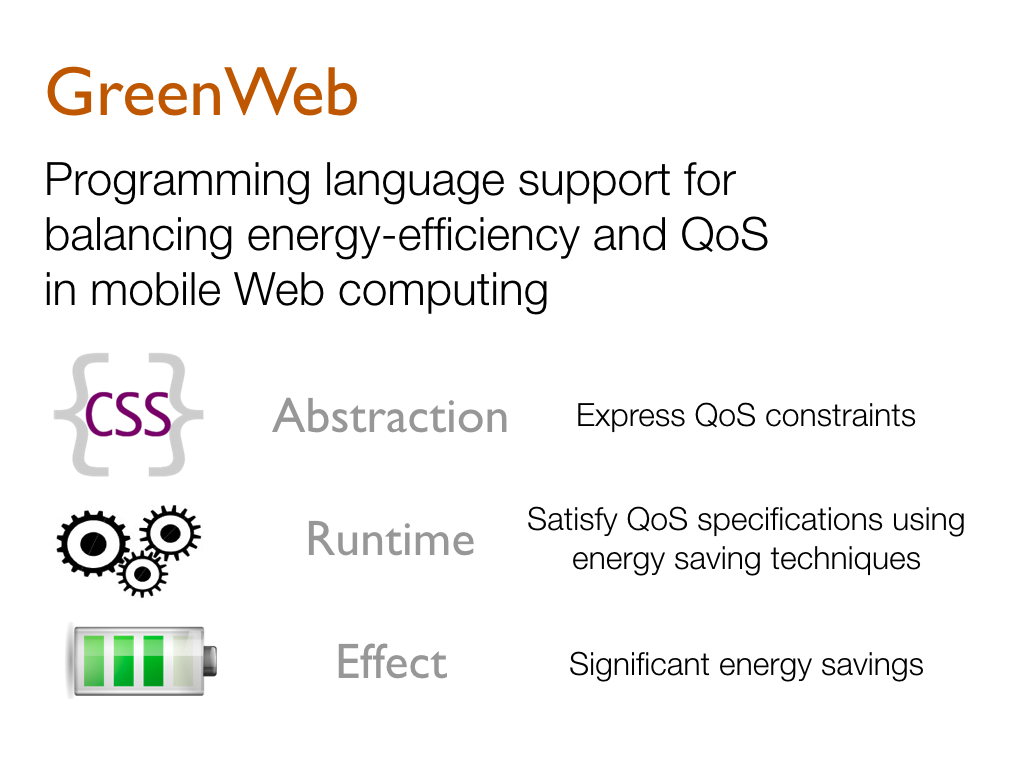 GreenWeb
Programming language support for
balancing energy-efficiency and QoS
in mobile Web computing
{CSS}
Abstraction
Express QoS constraints
Runtime
Satisfy QoS specifications using
energy saving techniques
Effect
Significant energy savings